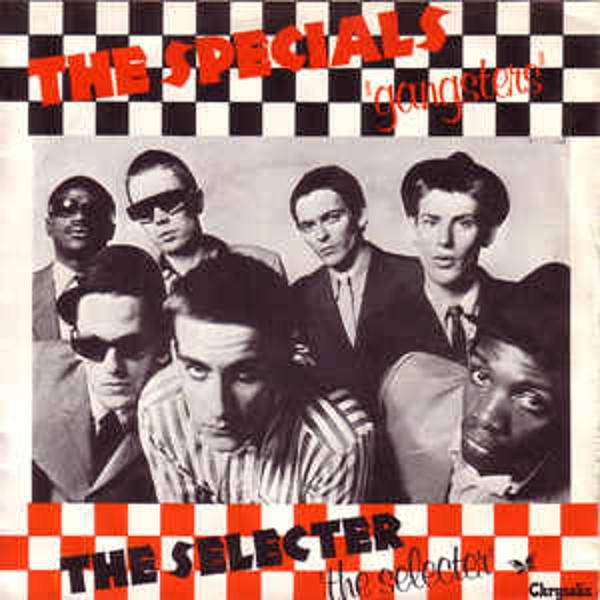 THE SPECIALS
'gangsters'
THE SELECTER
'the selecter'
Chrysalis